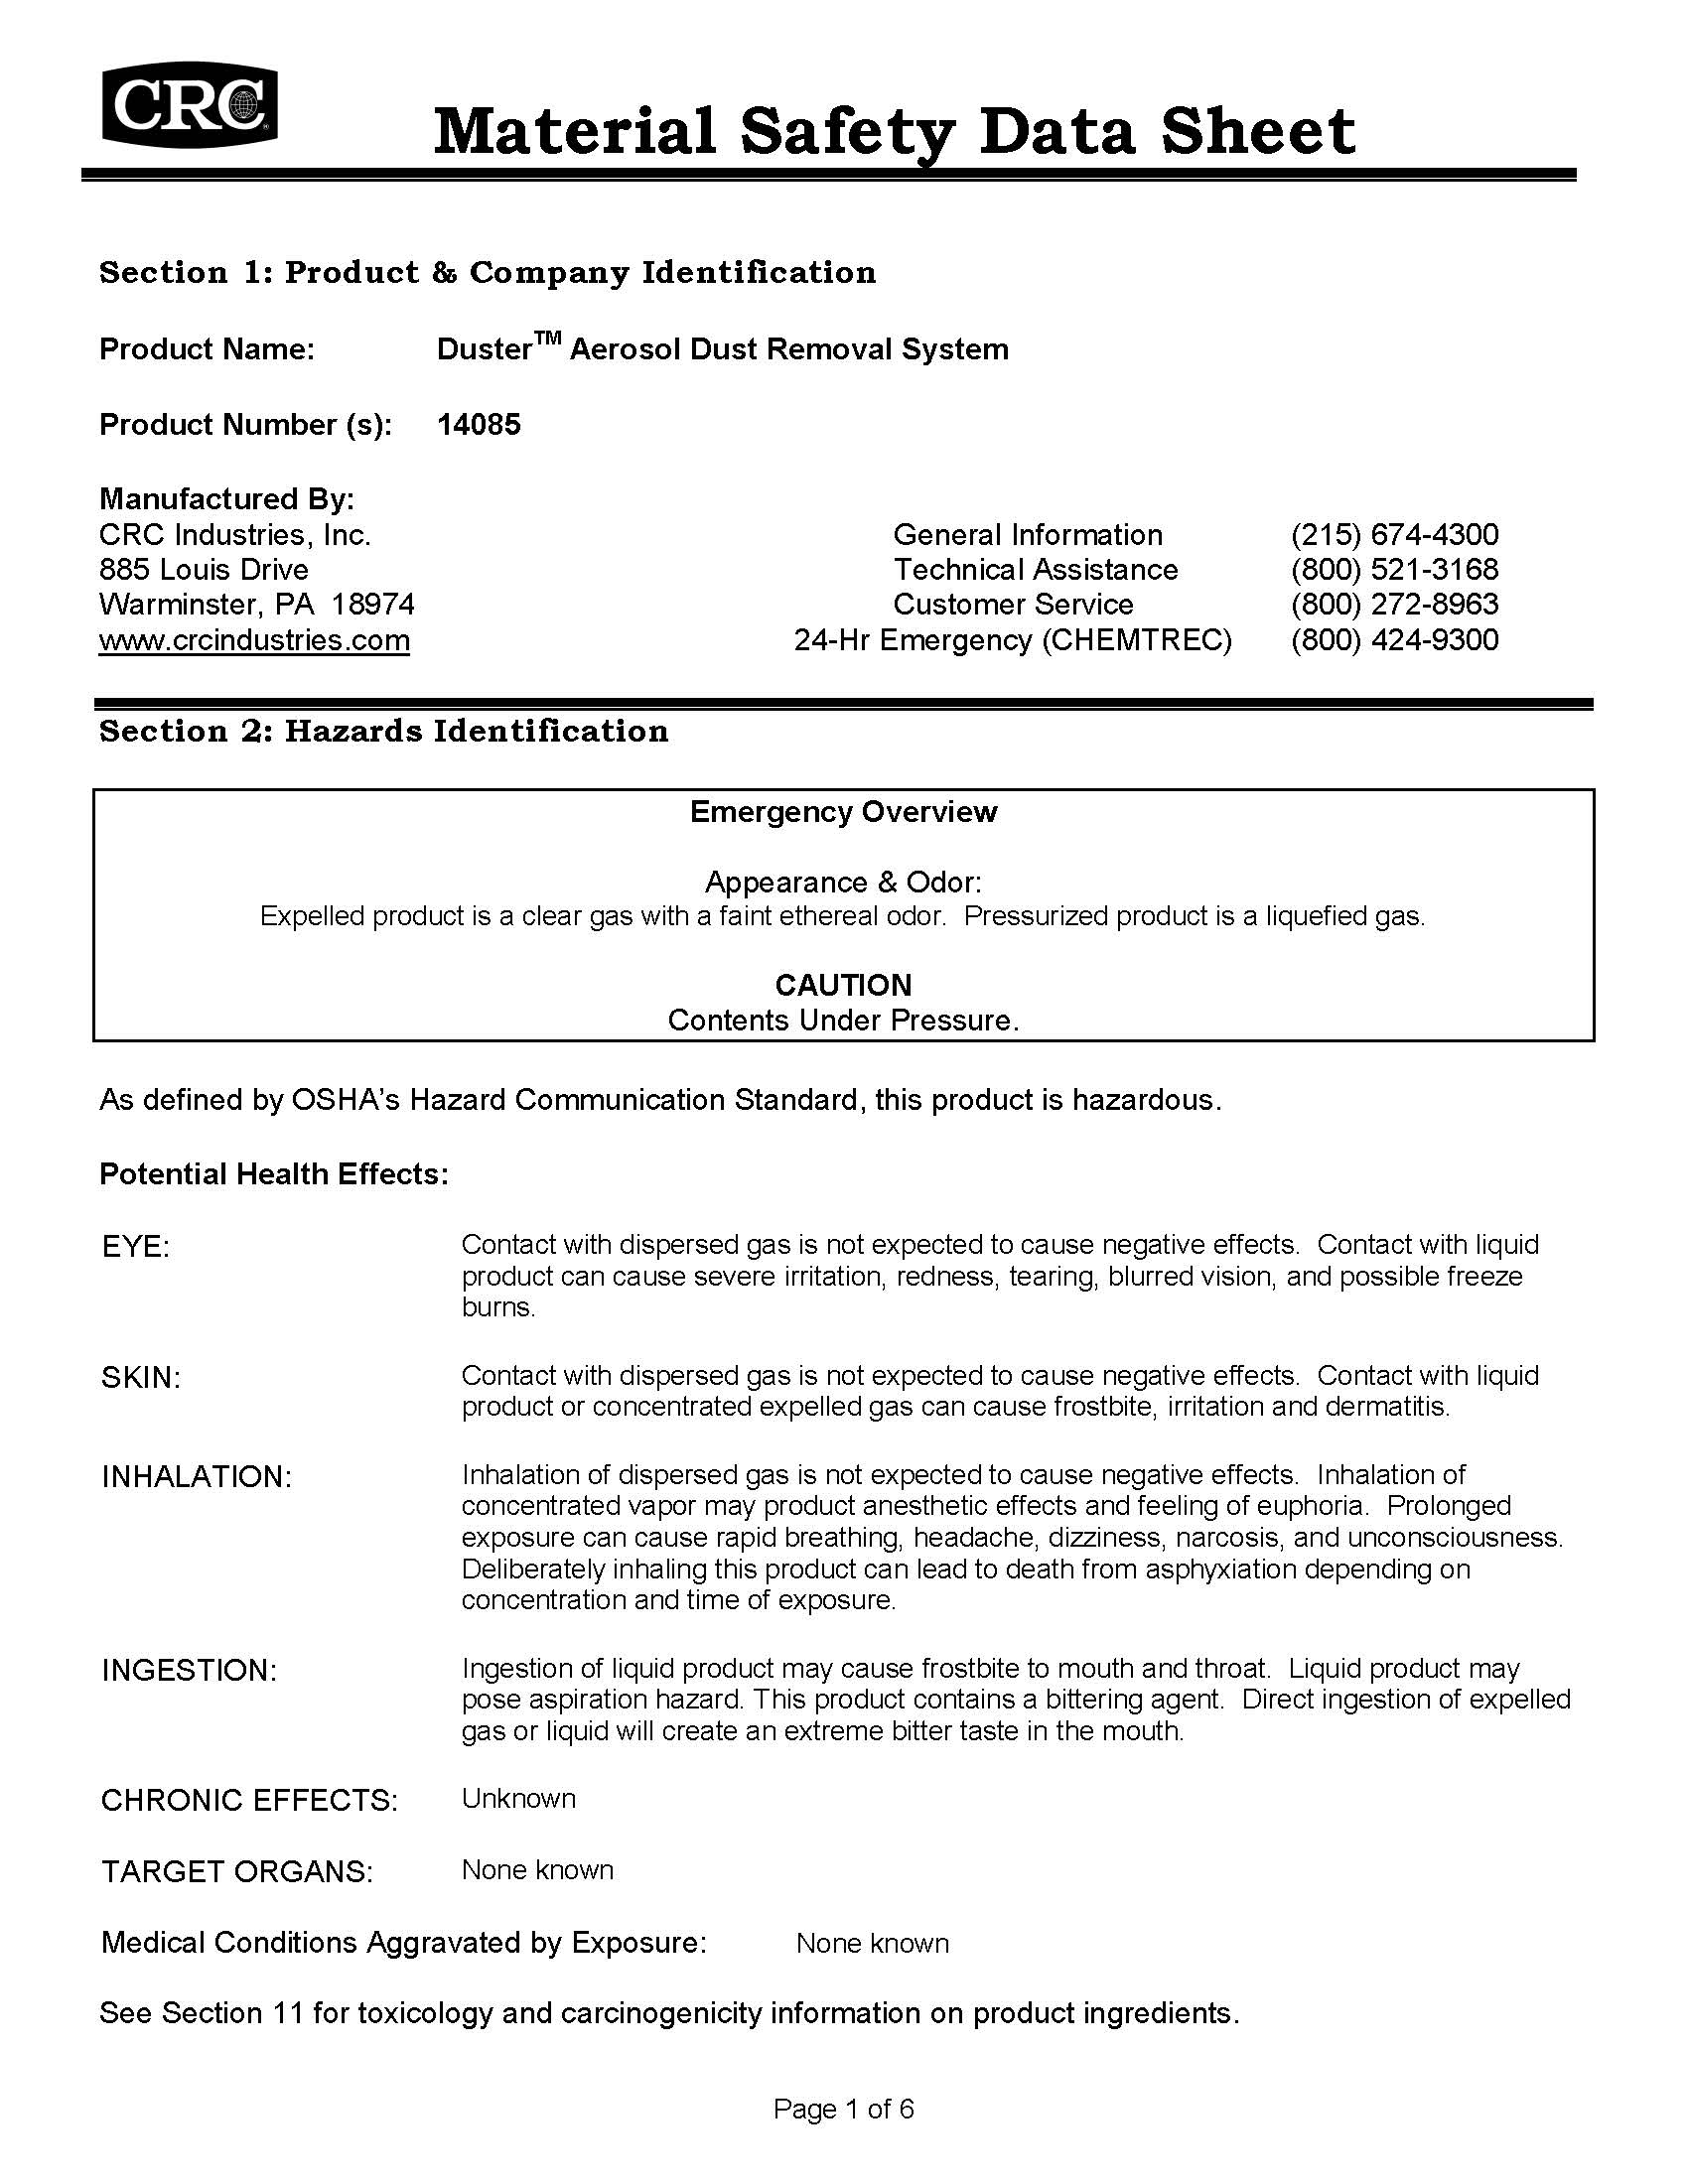 CRC
Material Safety Data Sheet
Section 1: Product & Company Identification
Product Name: Duster™ Aerosol Dust Removal System
Product Number (s): 14085
Manufactured By:
CRC Industries, Inc. General Information (215) 674-4300
885 Louis Drive Technical Assistance (800) 521-3168
Warminster, PA 18974 Customer Service (800) 272-8963
www.crcindustries.com 24-Hr Emergency (CHEMTREC) (800) 424-9300
Section 2: Hazards Identification
Emergency Overview
Appearance & Odor:
Expelled product is a clear gas with a faint ethereal odor. Pressurized product is a liquefied gas.
CAUTION
Contents Under Pressure.
As defined by OSHA’s Hazard Communication Standard, this product is hazardous.
Potential Health Effects:
EYE: Contact with dispersed gas is not expected to cause negative effects. Contact with liquid
product can cause severe irritation, redness, tearing, blurred vision, and possible freeze
burns.
SKIN: Contact with dispersed gas is not expected to cause negative effects. Contact with liquid
product or concentrated expelled gas can cause frostbite, irritation and dermatitis.
INHALATION: Inhalation of dispersed gas is not expected to cause negative effects. Inhalation of
concentrated vapor may product anesthetic effects and feeling of euphoria. Prolonged
exposure can cause rapid breathing, headache, dizziness, narcosis, and unconsciousness.
Deliberately inhaling this product can lead to death from asphyxiation depending on
concentration and time of exposure.
INGESTION: Ingestion of liquid product may cause frostbite to mouth and throat. Liquid product may
pose aspiration hazard. This product contains a bittering agent. Direct ingestion of expelled
gas or liquid will create an extreme bitter taste in the mouth.
CHRONIC EFFECTS: Unknown
TARGET ORGANS: None known
Medical Conditions Aggravated by Exposure: None known
See Section 11 for toxicology and carcinogenicity information on product ingredients.
Page 1 of 6